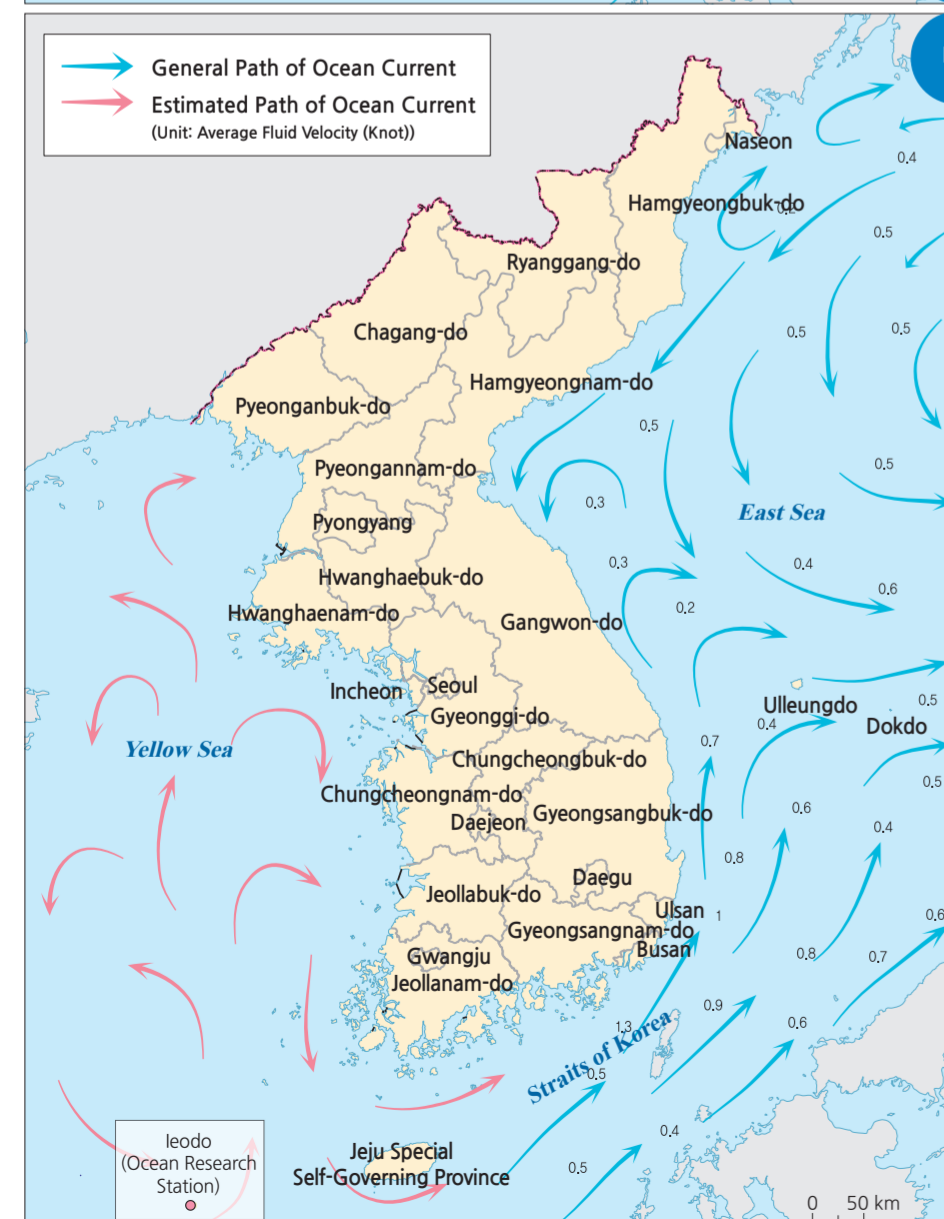 General Path of Ocean Current
Estimated Path of Ocean Current
(Unit: Average Fluid Velocity (Knot))
Naseon
0.4
Hamgyeongbuk-do
0.5
Ryanggang-do
Chagang-do
0.5
0.5
Hamgyeongnam-do
Pyeonganbuk-do
0.5
Pyeongannam-do
0.5
0.3
East Sea
Pyongyang
0.3
0.4
Hwanghaebuk-do
0.6
Hwanghaenam-do
0.2
Gangwon-do
Incheon
Seoul
Ulleungdo
0.5
Gyeonggi-do
0.4
Dokdo
Yellow Sea
0.7
Chungcheongbuk-do
0.5
Chungcheongnam-do
Gyeongsangbuk-do
0.6
Daejeon
0.4
0.8
Daegu
Jeollabuk-do
Ulsan
1
0.6
Gyeongsangnam-do
Busan
Gwangju
0.8
0.7
Jeollanam-do
0.9
1.3
0.6
Straits of Korea
0.5
0.4
Ieodo
(Ocean Research
Station)
Jeju Special
Self-Governing Province
0.5
0 50 km